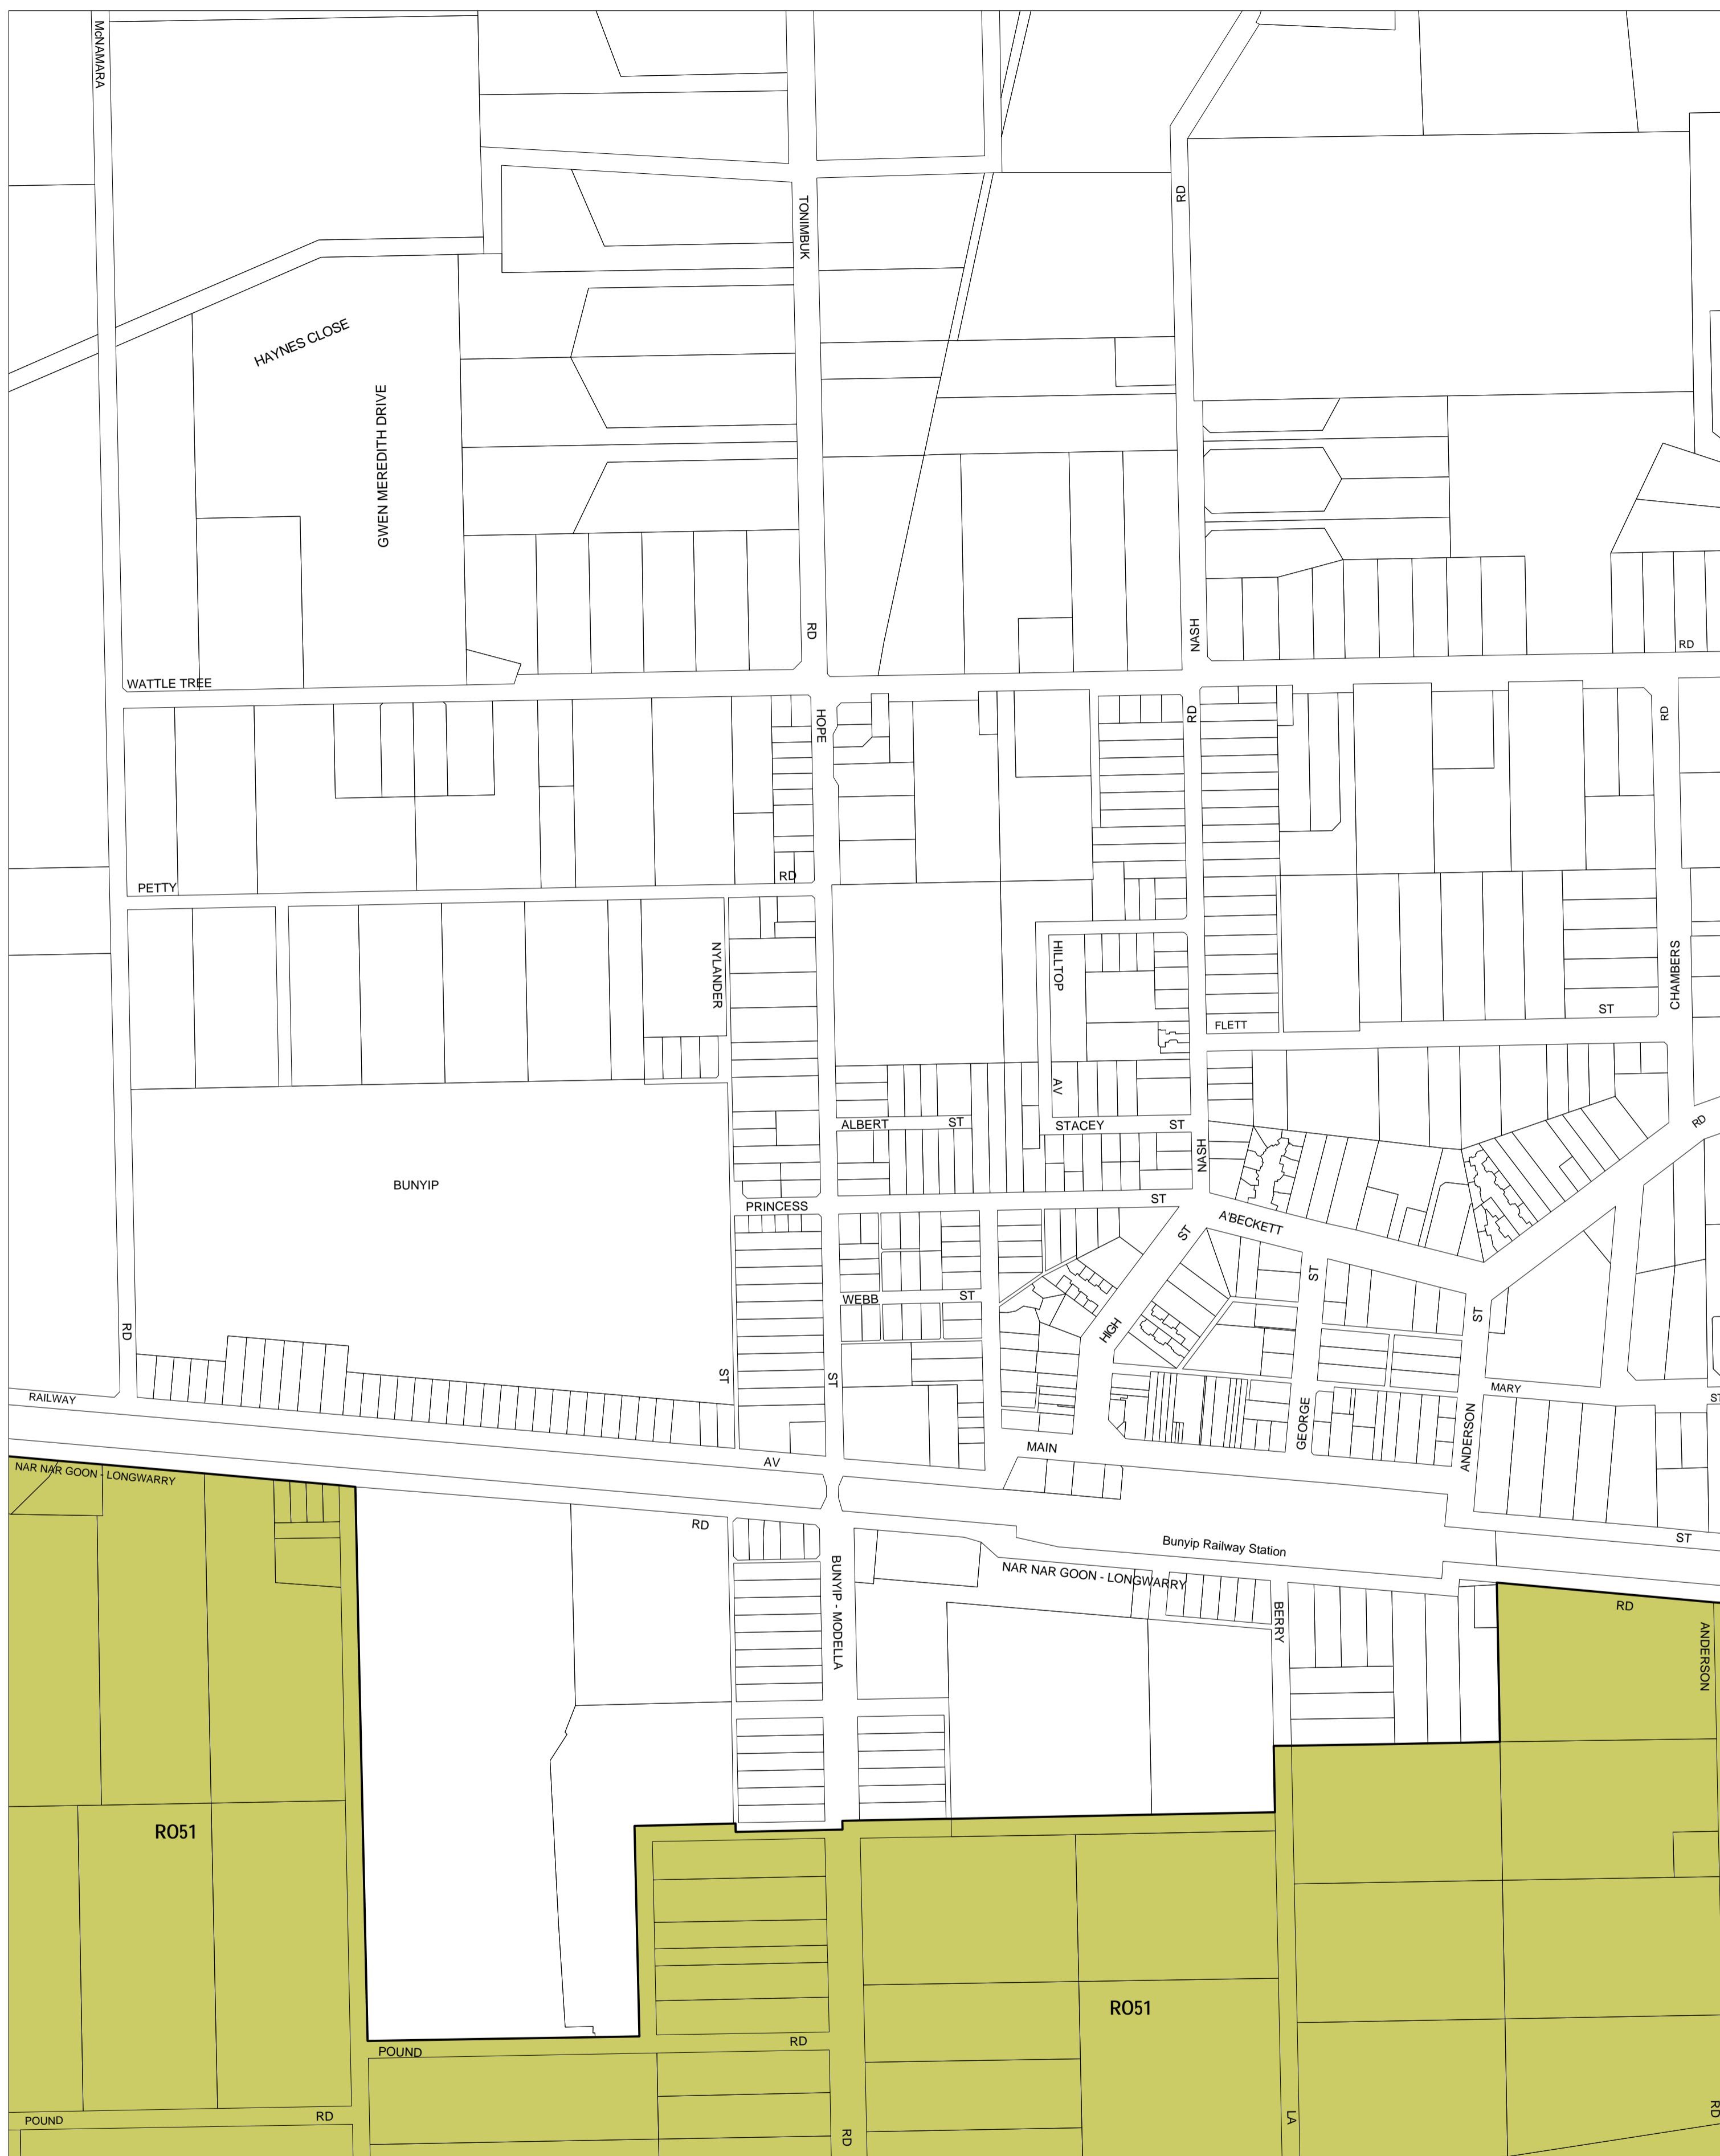 McNAMARA
RD
TONIMBUK
HAYNES CLOSE
GWEN MEREDITH DRIVE
RD
NASH
RD
WATTLE TREE
HOPE
RD
RD
PETTY
RD
NYLANDER
HILLTOP
CHAMBERS
ST
FLETT
AV
ALBERT
ST
STACEY
ST
RD
NASH
BUNYIP
PRINCESS
ST
A'BECKETT
ST
ST
WEBB
ST
ST
RD
HIGH
ST
ST
MARY
ST
RAILWAY
GEORGE
ANDERSON
MAIN
AV
NAR NAR GOON - LONGWARRY
RD
ST
Bunyip Railway Station
BUNYIP - MODELLA
NAR NAR GOON - LONGWARRY
BERRY
RD
ANDERSON
RO51
RO51
RD
POUND
POUND
RD
RD
LA
RD